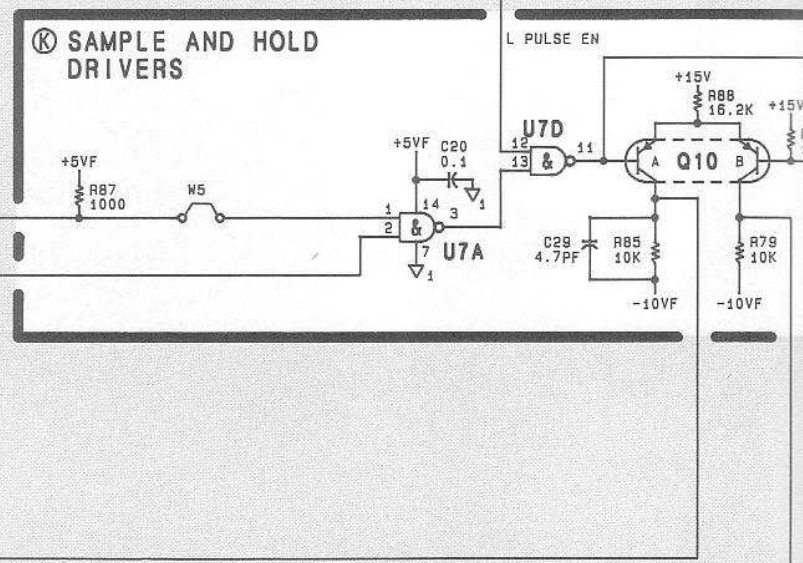 Ⓚ SAMPLE AND HOLD
DRIVERS
L PULSE EN
+15V
R88
16.2K
+15V
U7D
12
13
&
11
A
Q10
B
+5VF
C20
0.1
1
+5VF
R87
1000
W5
14
1
2
&
3
7
U7A
1
C29
4.7PF
R85
10K
R79
10K
-10VF
-10VF